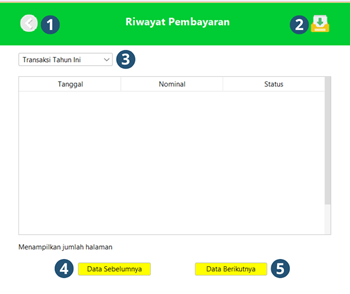 1 Riwayat Pembayaran 2
Transaksi Tahun Ini 3
Tanggal Nominal Status
Menampilkan jumlah halaman
4 Data Sebelumnya Data Berikutnya 5